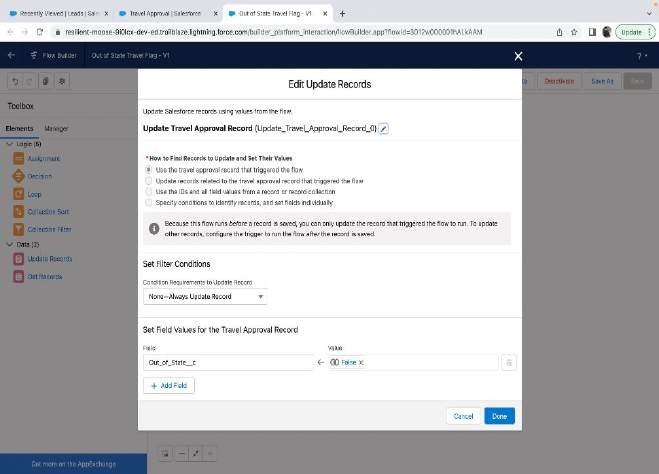 Recently Viewed | Leads | Sale
Travel Approval | Salesforce
Out of State Travel Flag - V1
resilient-moose-9i0lcx-dev-ed.trailblaze.lightning.force.com/builder_platform_interaction/flowBuilder.app?flowId=3012w000001hALkAAM
Update
Flow Builder
Out of State Travel Flag - V1
?
Deactivate
Save As
Save
Toolbox
Elements
Manager
Logic (5)
Assignment
Decision
Loop
Collection Sort
Collection Filter
Data (2)
Update Records
Get Records
Get more on the AppExchange
Edit Update Records
Update Salesforce records using values from the flow.
Update Travel Approval Record (Update_Travel_Approval_Record_0)
*How to Find Records to Update and Set Their Values
Use the travel approval record that triggered the flow
Update records related to the travel approval record that triggered the flow
Use the IDs and all field values from a record or record collection
Specify conditions to identify records, and set fields individually
Because this flow runs before a record is saved, you can only update the record that triggered the flow to run. To update
other records, configure the trigger to run the flow after the record is saved.
Set Filter Conditions
Condition Requirements to Update Record
None—Always Update Record
Set Field Values for the Travel Approval Record
Field
Value
Out_of_State__c
False
+ Add Field
Cancel
Done